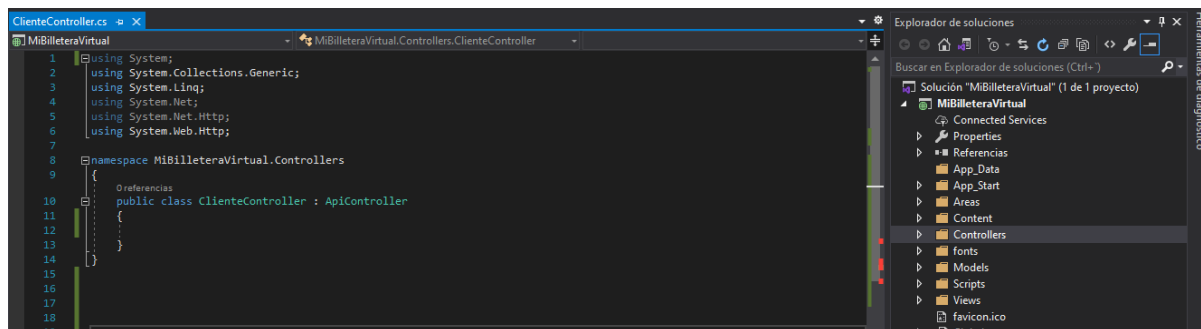 ClienteController.cs
MiBilleteraVirtual
MiBilleteraVirtual.Controllers.ClienteController
1 using System;
2 using System.Collections.Generic;
3 using System.Linq;
4 using System.Net;
5 using System.Net.Http;
6 using System.Web.Http;
7
8 namespace MiBilleteraVirtual.Controllers
9 {
0 referencias
10 public class ClienteController : ApiController
11 {
12
13 }
14 }
15
16
17
18
Explorador de soluciones
Buscar en Explorador de soluciones (Ctrl+´)
Solución "MiBilleteraVirtual" (1 de 1 proyecto)
MiBilleteraVirtual
Connected Services
Properties
Referencias
App_Data
App_Start
Areas
Content
Controllers
fonts
Models
Scripts
Views
favicon.ico
Herramientas de diagnóstico